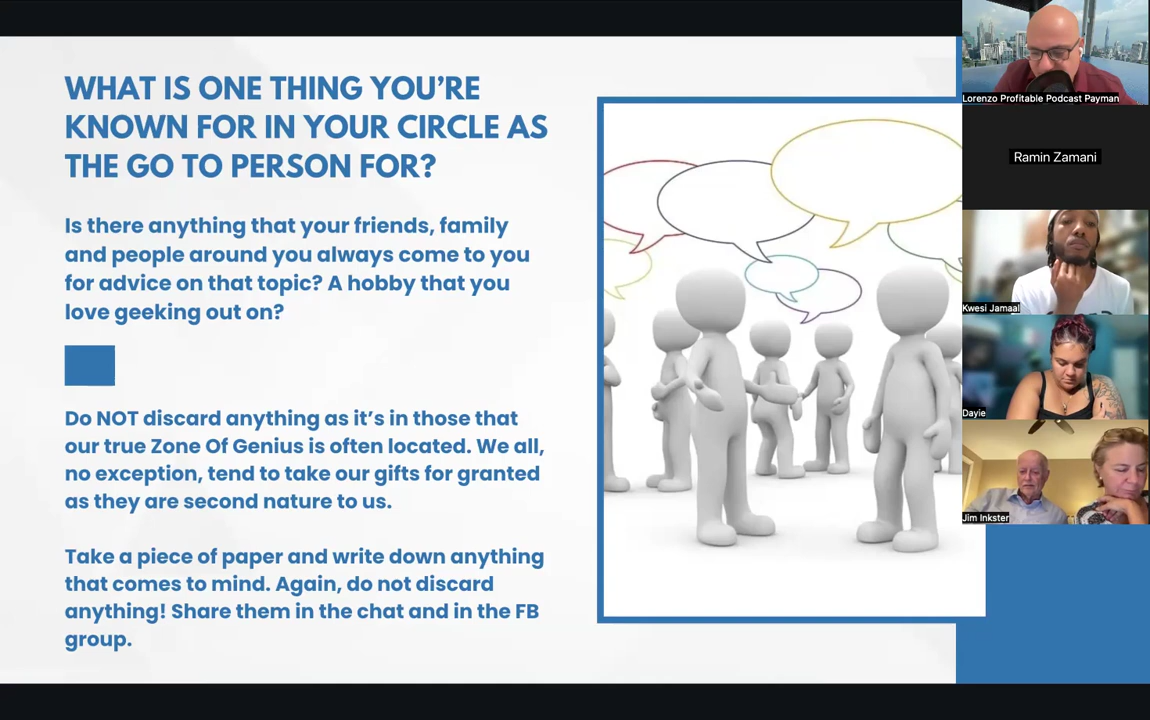 WHAT IS ONE THING YOU'RE
KNOWN FOR IN YOUR CIRCLE AS
THE GO TO PERSON FOR?
Is there anything that your friends, family
and people around you always come to you
for advice on that topic? A hobby that you
love geeking out on?
Do NOT discard anything as it's in those that
our true Zone Of Genius is often located. We all,
no exception, tend to take our gifts for granted
as they are second nature to us.
Take a piece of paper and write down anything
that comes to mind. Again, do not discard
anything! Share them in the chat and in the FB
group.
Lorenzo Profitable Podcast Payman
Ramin Zamani
Kwesi Jamaal
Dayie
Jim Inkster